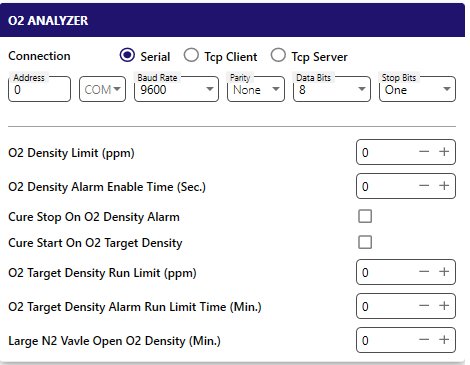 O2 ANALYZER
Connection Serial Tcp Client Tcp Server
Address Baud Rate Parity Data Bits Stop Bits
0 COM 9600 None 8 One
O2 Density Limit (ppm) 0 − +
O2 Density Alarm Enable Time (Sec.) 0 − +
Cure Stop On O2 Density Alarm
Cure Start On O2 Target Density
O2 Target Density Run Limit (ppm) 0 − +
O2 Target Density Alarm Run Limit Time (Min.) 0 − +
Large N2 Vavle Open O2 Density (Min.) 0 − +